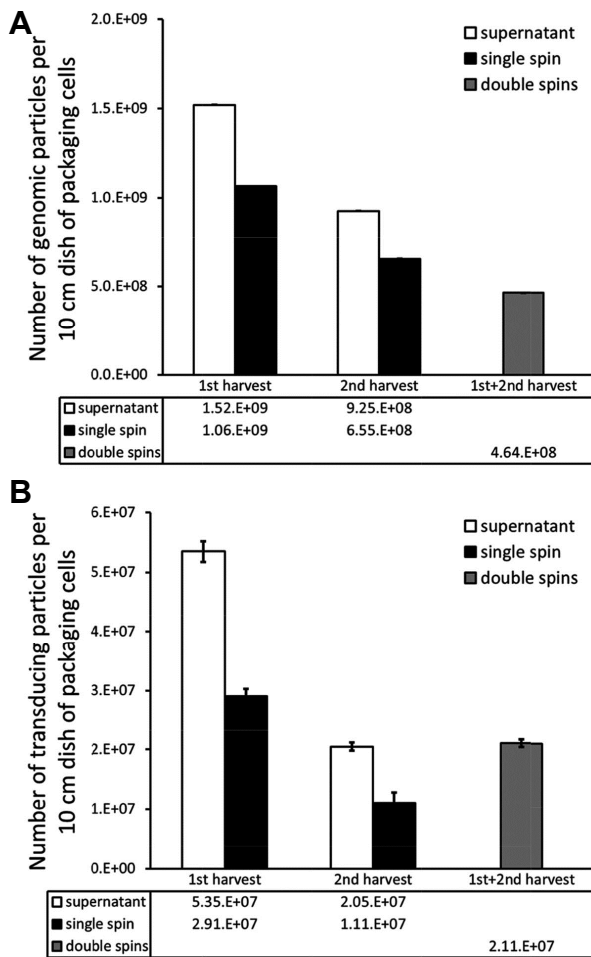 A
Number of genomic particles per
10 cm dish of packaging cells
2.0.E+09
1.5.E+09
1.0.E+09
5.0.E+08
0.0.E+00
supernatant
single spin
double spins
1st harvest 2nd harvest 1st+2nd harvest
supernatant 1.52.E+09 9.25.E+08
single spin 1.06.E+09 6.55.E+08
double spins 4.64.E+08
B
Number of transducing particles per
10 cm dish of packaging cells
6.E+07
5.E+07
4.E+07
3.E+07
2.E+07
1.E+07
0.E+00
supernatant
single spin
double spins
1st harvest 2nd harvest 1st+2nd harvest
supernatant 5.35.E+07 2.05.E+07
single spin 2.91.E+07 1.11.E+07
double spins 2.11.E+07